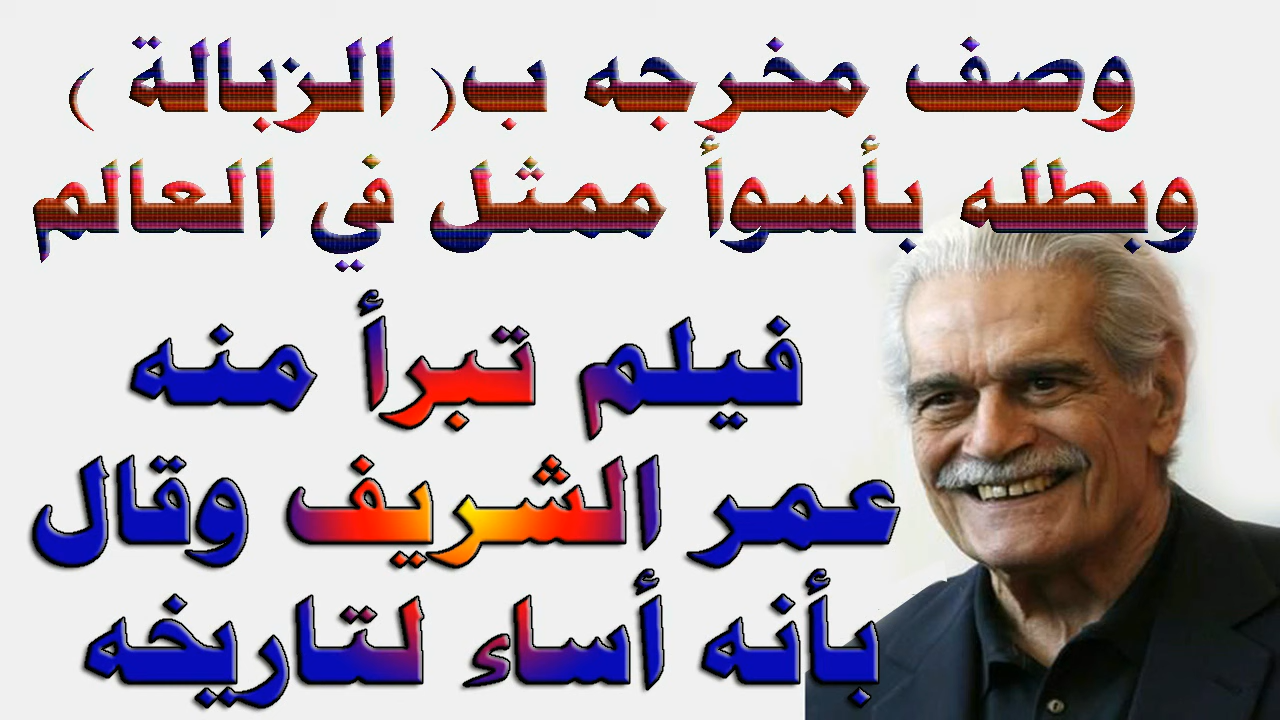 وصف مخرجه ب( الزبالة )
وبطله بأسوأ ممثل في العالم
فيلم تبرأ منه
عمر الشريف وقال
بأنه أساء لتاريخه